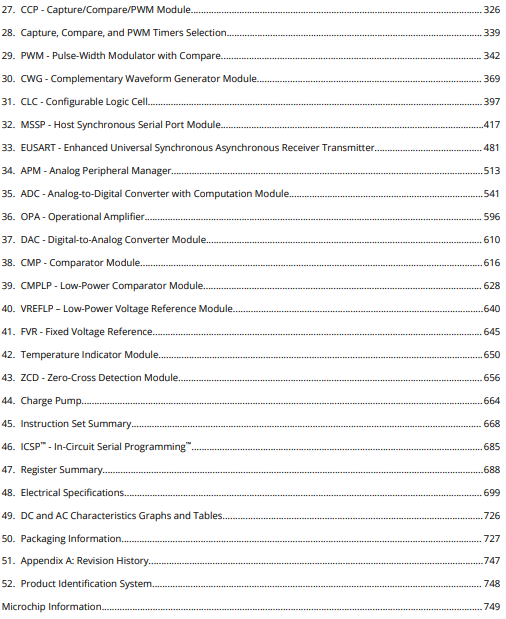 27. CCP - Capture/Compare/PWM Module 326
28. Capture, Compare, and PWM Timers Selection 339
29. PWM - Pulse-Width Modulator with Compare 342
30. CWG - Complementary Waveform Generator Module 369
31. CLC - Configurable Logic Cell 397
32. MSSP - Host Synchronous Serial Port Module 417
33. EUSART - Enhanced Universal Synchronous Asynchronous Receiver Transmitter 481
34. APM - Analog Peripheral Manager 513
35. ADC - Analog-to-Digital Converter with Computation Module 541
36. OPA - Operational Amplifier 596
37. DAC - Digital-to-Analog Converter Module 610
38. CMP - Comparator Module 616
39. CMPLP - Low-Power Comparator Module 628
40. VREFLP – Low-Power Voltage Reference Module 640
41. FVR - Fixed Voltage Reference 645
42. Temperature Indicator Module 650
43. ZCD - Zero-Cross Detection Module 656
44. Charge Pump 664
45. Instruction Set Summary 668
46. ICSP™ - In-Circuit Serial Programming™ 685
47. Register Summary 688
48. Electrical Specifications 699
49. DC and AC Characteristics Graphs and Tables 726
50. Packaging Information 727
51. Appendix A: Revision History 747
52. Product Identification System 748
Microchip Information 749